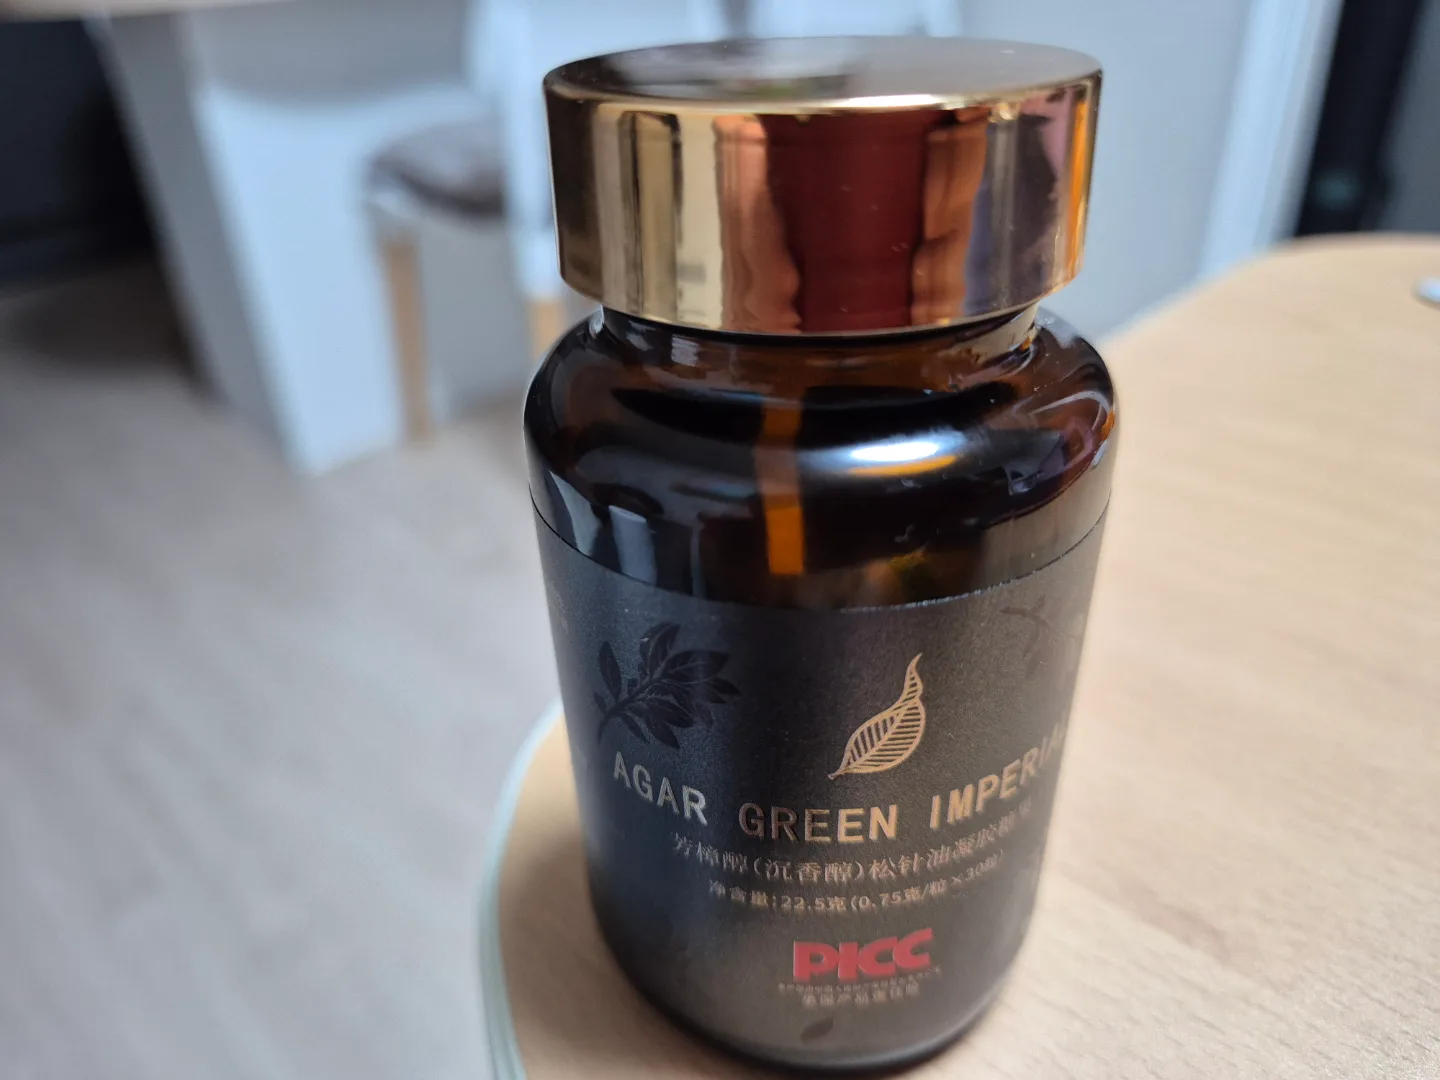 AGAR GREEN IMPERIAL
芳樟醇(沉香醇)松针油凝胶糖果
净含量:22.5克(0.75克/粒×30粒)
PICC